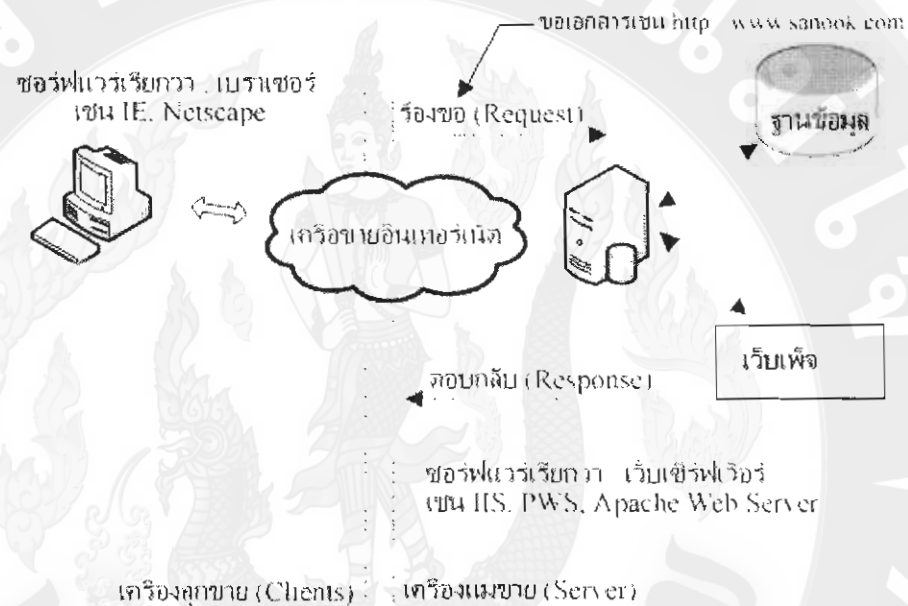 ขอเอกสารเช่น http www.sanook.com
ซอร์ฟแวร์เรียกว่า . เบราเซอร์
เช่น IE, Netscape
ร้องขอ (Request)
ฐานข้อมูล
เครือข่ายอินเทอร์เน็ต
เว็บเพ็จ
ตอบกลับ (Response)
ซอร์ฟแวร์เรียกว่า เว็บเซิร์ฟเวอร์
เช่น IIS, PWS, Apache Web Server
เครื่องลูกข่าย (Clients)
เครื่องแม่ข่าย (Server)